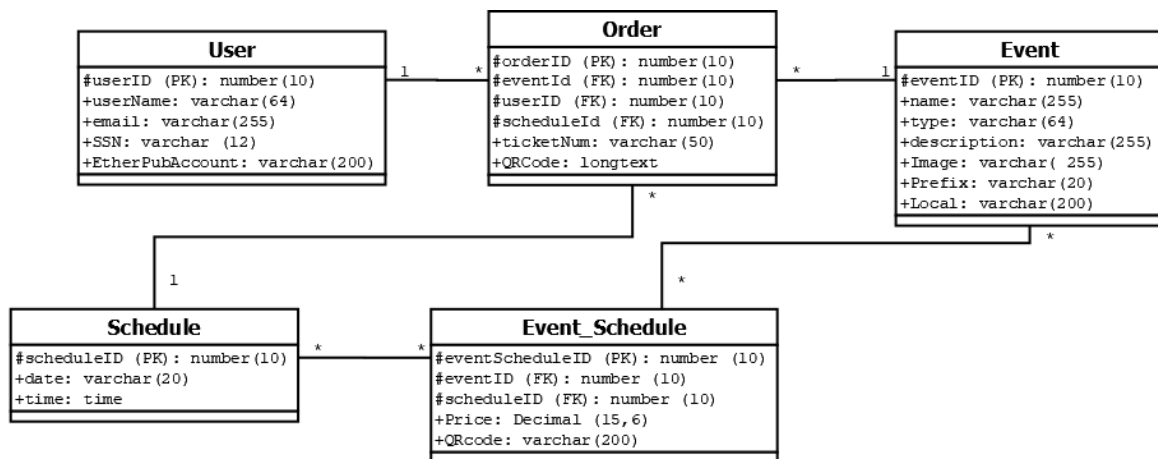 User
#userID (PK): number(10)
+userName: varchar(64)
+email: varchar(255)
+SSN: varchar (12)
+EtherPubAccount: varchar(200)
1
*
Order
#orderID (PK): number(10)
#eventId (FK): number(10)
#userID (FK): number(10)
#scheduleId (FK): number(10)
+ticketNum: varchar(50)
+QRCode: longtext
*
1
Event
#eventID (PK): number(10)
+name: varchar(255)
+type: varchar(64)
+description: varchar(255)
+Image: varchar( 255)
+Prefix: varchar(20)
+Local: varchar(200)
*
*
1
*
Schedule
#scheduleID (PK): number(10)
+date: varchar(20)
+time: time
*
*
Event_Schedule
#eventScheduleID (PK): number (10)
#eventID (FK): number (10)
#scheduleID (FK): number (10)
+Price: Decimal (15,6)
+QRcode: varchar(200)